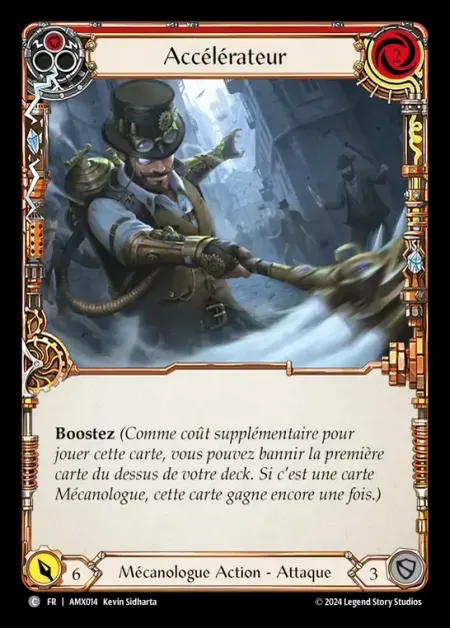 Accélérateur
2
Boostez (Comme coût supplémentaire pour
jouer cette carte, vous pouvez bannir la première
carte du dessus de votre deck. Si c'est une carte
Mécanologue, cette carte gagne encore une fois.)
6 Mécanologue Action - Attaque 3
C FR | AMX014 Kevin Sidharta © 2024 Legend Story Studios